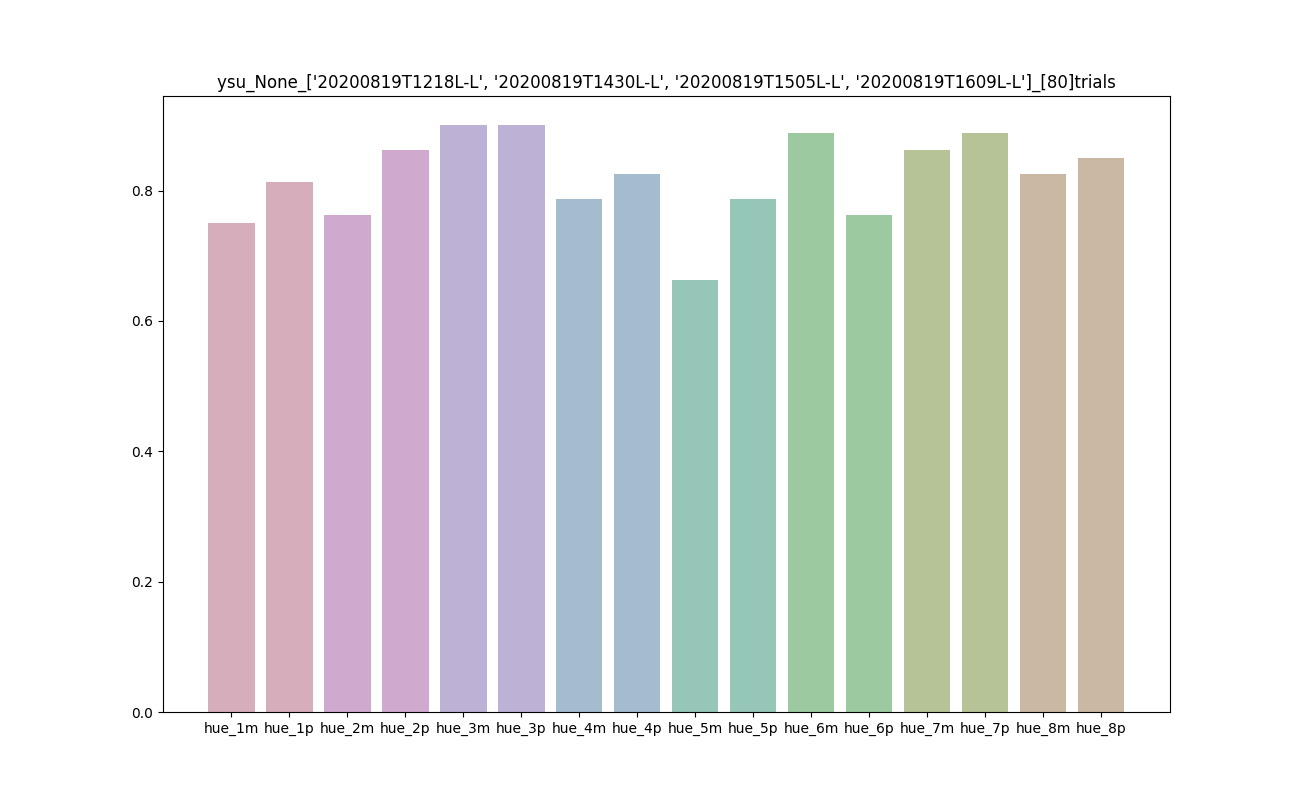 ysu_None_['20200819T1218L-L', '20200819T1430L-L', '20200819T1505L-L', '20200819T1609L-L']_[80]trials
0.8
0.6
0.4
0.2
0.0
hue_1m hue_1p hue_2m hue_2p hue_3m hue_3p hue_4m hue_4p hue_5m hue_5p hue_6m hue_6p hue_7m hue_7p hue_8m hue_8p